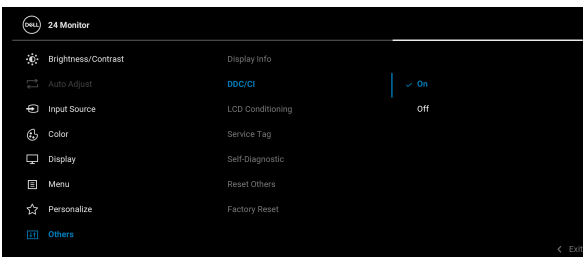 DELL 24 Monitor
Brightness/Contrast Display Info
Auto Adjust DDC/CI On
Input Source LCD Conditioning Off
Color Service Tag
Display Self-Diagnostic
Menu Reset Others
Personalize Factory Reset
Others
Exit